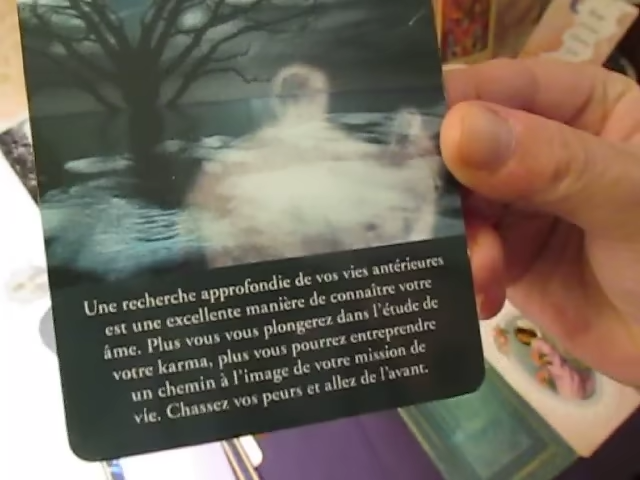 Une recherche approfondie de vos vies antérieures
est une excellente manière de connaître votre
âme. Plus vous vous plongerez dans l'étude de
votre karma, plus vous pourrez entreprendre
un chemin à l'image de votre mission de
vie. Chassez vos peurs et allez de l'avant.